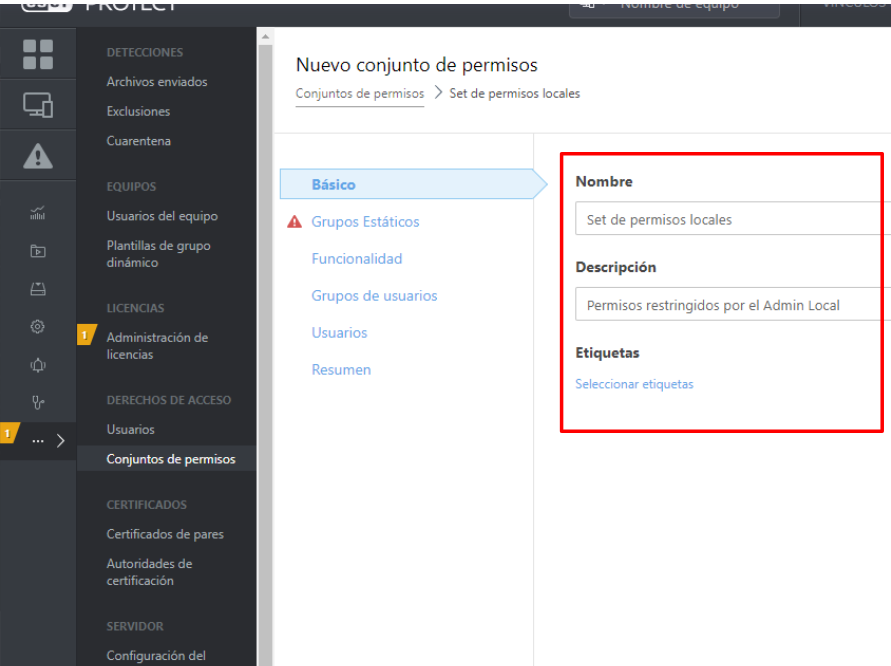 eset PROTECT
Nombre de equipo
VÍNCULOS
DETECCIONES
Archivos enviados
Exclusiones
Cuarentena
EQUIPOS
Usuarios del equipo
Plantillas de grupo
dinámico
LICENCIAS
1
Administración de
licencias
DERECHOS DE ACCESO
Usuarios
1
Conjuntos de permisos
CERTIFICADOS
Certificados de pares
Autoridades de
certificación
SERVIDOR
Configuración del
Nuevo conjunto de permisos
Conjuntos de permisos > Set de permisos locales
Básico
Grupos Estáticos
Funcionalidad
Grupos de usuarios
Usuarios
Resumen
Nombre
Set de permisos locales
Descripción
Permisos restringidos por el Admin Local
Etiquetas
Seleccionar etiquetas